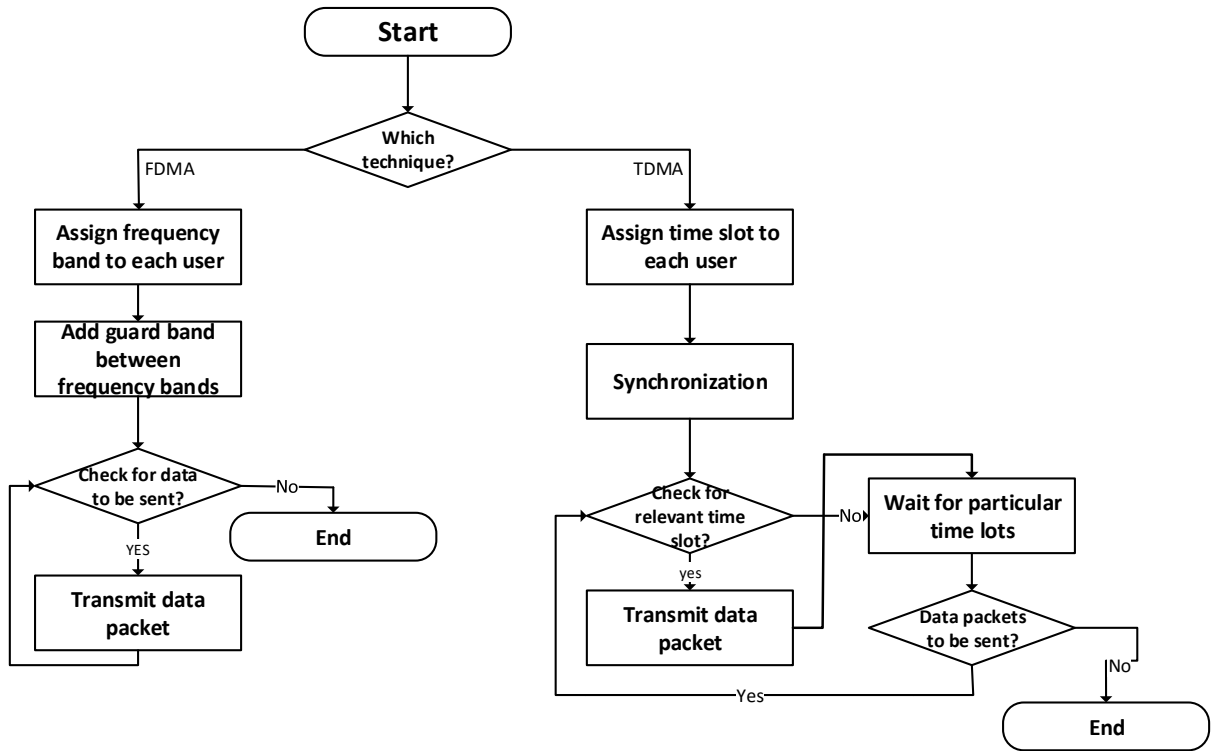 Start
Which
technique?
FDMA
TDMA
Assign frequency
band to each user
Assign time slot to
each user
Add guard band
between
frequency bands
Synchronization
Check for data
to be sent?
No
End
YES
Transmit data
packet
Check for
relevant time
slot?
No
Wait for particular
time lots
yes
Transmit data
packet
Data packets
to be sent?
No
Yes
End